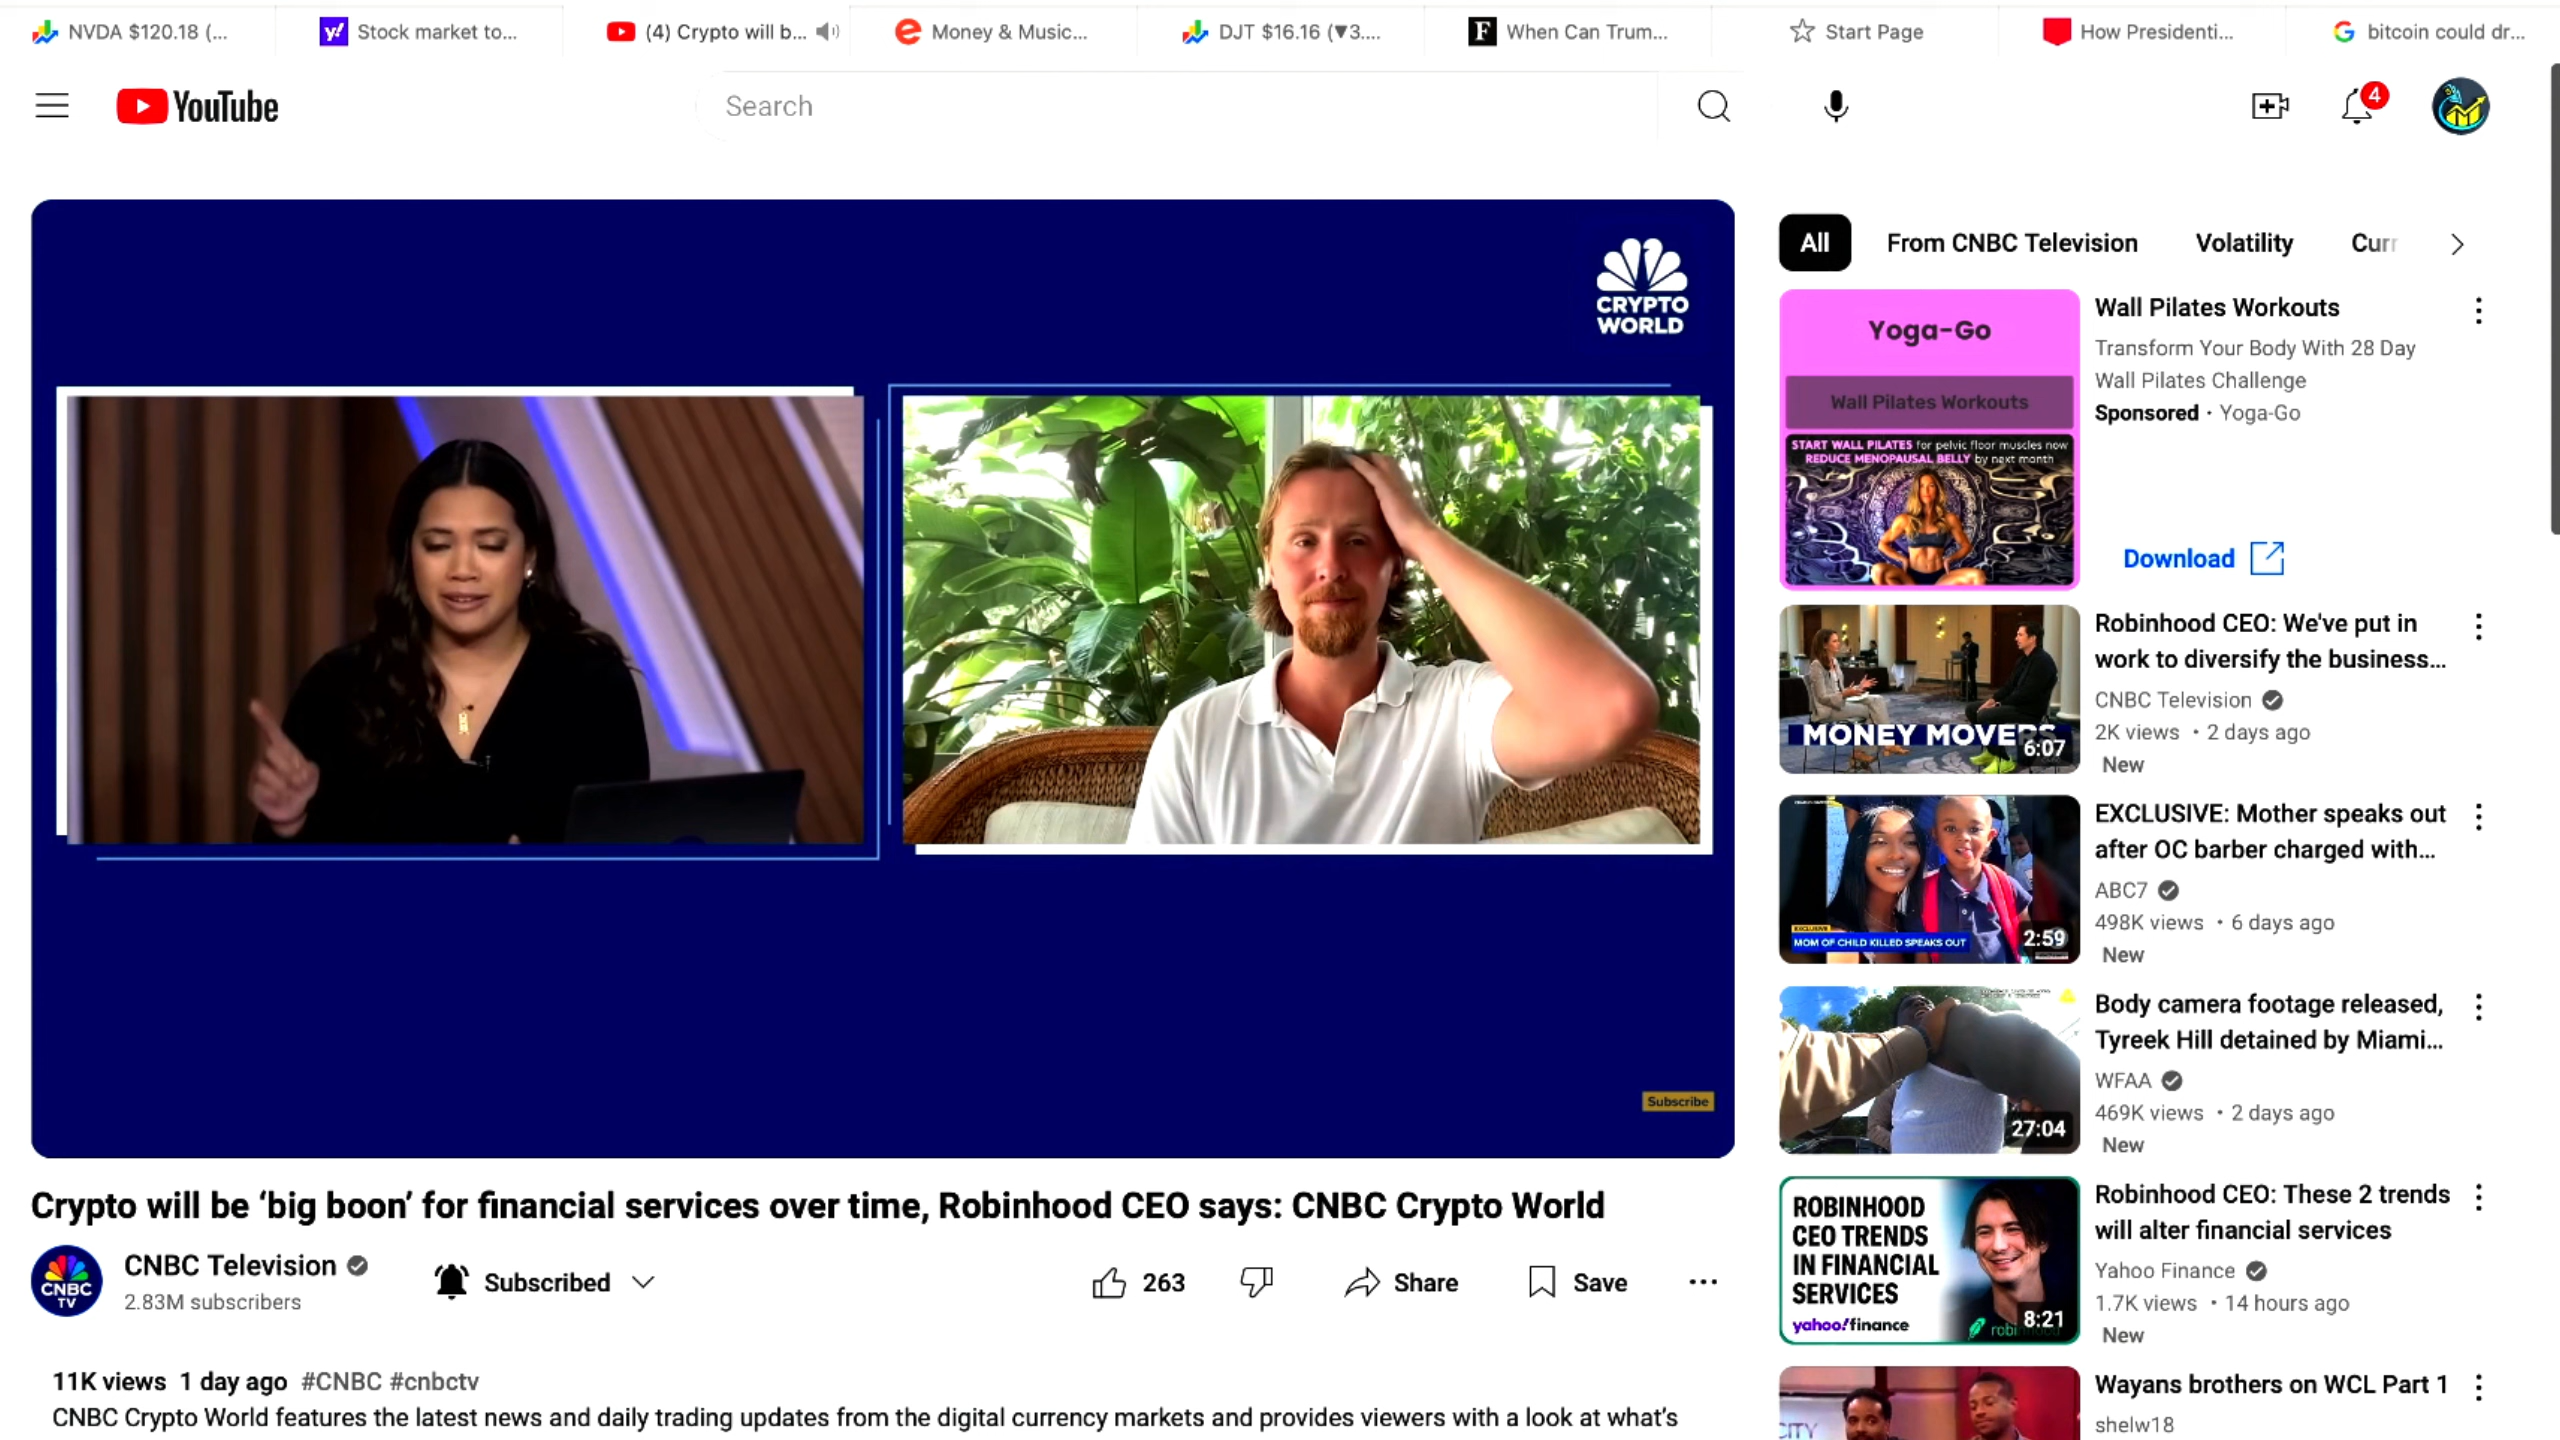 NVDA $120.18 (...
Stock market to...
(4) Crypto will b...
Money & Music...
DJT $16.16 (▼3....
When Can Trum...
Start Page
How Presidenti...
bitcoin could dr...
YouTube
Search
4
CRYPTO
WORLD
Subscribe
Crypto will be ‘big boon’ for financial services over time, Robinhood CEO says: CNBC Crypto World
CNBC
TV
CNBC Television
2.83M subscribers
Subscribed
263
Share
Save
11K views 1 day ago #CNBC #cnbctv
CNBC Crypto World features the latest news and daily trading updates from the digital currency markets and provides viewers with a look at what’s
All
From CNBC Television
Volatility
Curr
Yoga-Go
Wall Pilates Workouts
START WALL PILATES for pelvic floor muscles now
REDUCE MENOPAUSAL BELLY by next month
Wall Pilates Workouts
Transform Your Body With 28 Day
Wall Pilates Challenge
Sponsored · Yoga-Go
Download
MONEY MOVERS
6:07
Robinhood CEO: We've put in
work to diversify the business...
CNBC Television
2K views • 2 days ago
New
EXCLUSIVE
MOM OF CHILD KILLED SPEAKS OUT
2:59
EXCLUSIVE: Mother speaks out
after OC barber charged with...
ABC7
498K views • 6 days ago
New
27:04
Body camera footage released,
Tyreek Hill detained by Miami...
WFAA
469K views • 2 days ago
New
ROBINHOOD
CEO TRENDS
IN FINANCIAL
SERVICES
yahoo!finance
8:21
Robinhood CEO: These 2 trends
will alter financial services
Yahoo Finance
1.7K views • 14 hours ago
New
CITY
Wayans brothers on WCL Part 1
shelw18